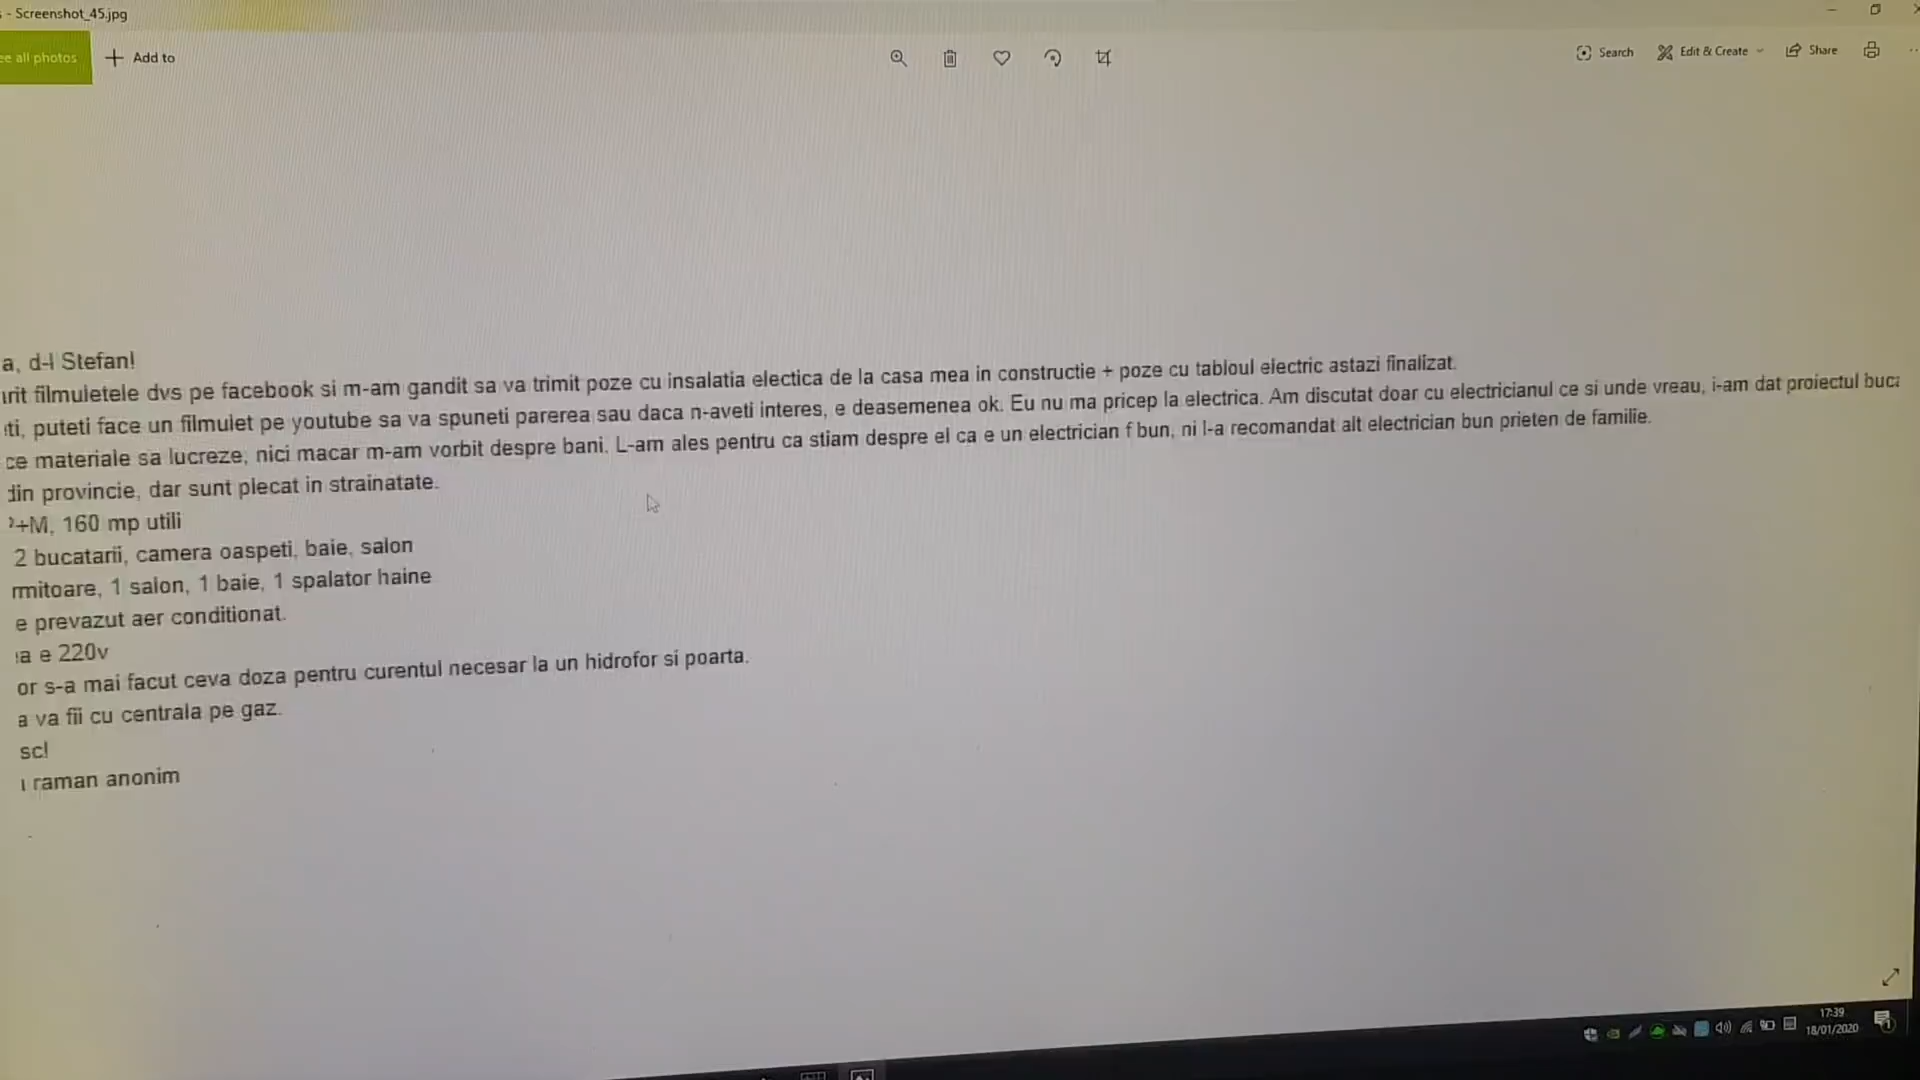 - Screenshot_45.jpg
ee all photos
Add to
Search
Edit & Create
Share
a, d-l Stefan!
ırit filmuletele dvs pe facebook si m-am gandit sa va trimit poze cu insalatia electica de la casa mea in constructie + poze cu tabloul electric astazi finalizat.
ti, puteti face un filmulet pe youtube sa va spuneti parerea sau daca n-aveti interes, e deasemenea ok. Eu nu ma pricep la electrica. Am discutat doar cu electricianul ce si unde vreau, i-am dat proiectul buca
ce materiale sa lucreze, nici macar m-am vorbit despre bani. L-am ales pentru ca stiam despre el ca e un electrician f bun, ni l-a recomandat alt electrician bun prieten de familie.
din provincie, dar sunt plecat in strainatate.
+M, 160 mp utili
2 bucatarii, camera oaspeti, baie, salon
rmitoare, 1 salon, 1 baie, 1 spalator haine
e prevazut aer conditionat.
a e 220v
or s-a mai facut ceva doza pentru curentul necesar la un hidrofor si poarta.
a va fii cu centrala pe gaz.
sc!
raman anonim
17:39
18/01/2020